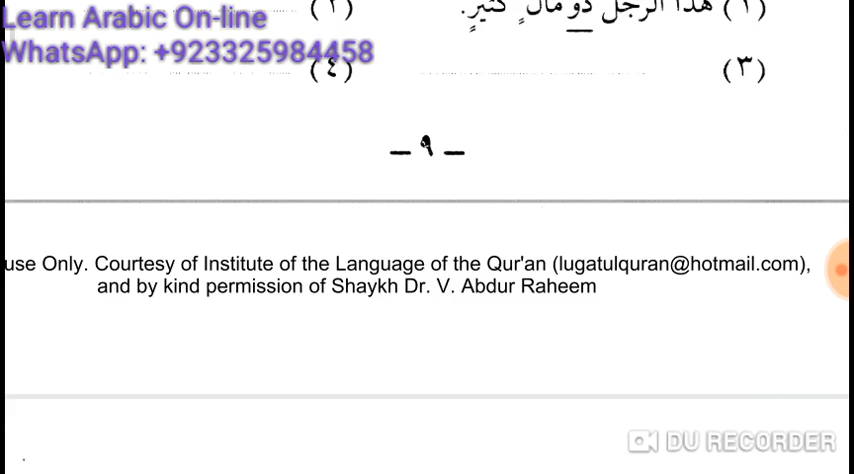 Learn Arabic On-line
WhatsApp: +923325984458
(١) هذا الرجل ذو مالٍ كثيرٍ. (٢)
(٣) (٤)
– ٩ –
use Only. Courtesy of Institute of the Language of the Qur'an (lugatulquran@hotmail.com),
and by kind permission of Shaykh Dr. V. Abdur Raheem
DU RECORDER